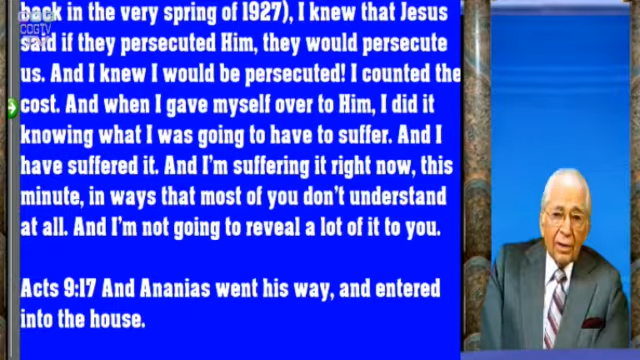 COGTV
back in the very spring of 1927), I knew that Jesus
said if they persecuted Him, they would persecute
us. And I knew I would be persecuted! I counted the
cost. And when I gave myself over to Him, I did it
knowing what I was going to have to suffer. And I
have suffered it. And I'm suffering it right now, this
minute, in ways that most of you don't understand
at all. And I'm not going to reveal a lot of it to you.
Acts 9:17 And Ananias went his way, and entered
into the house.